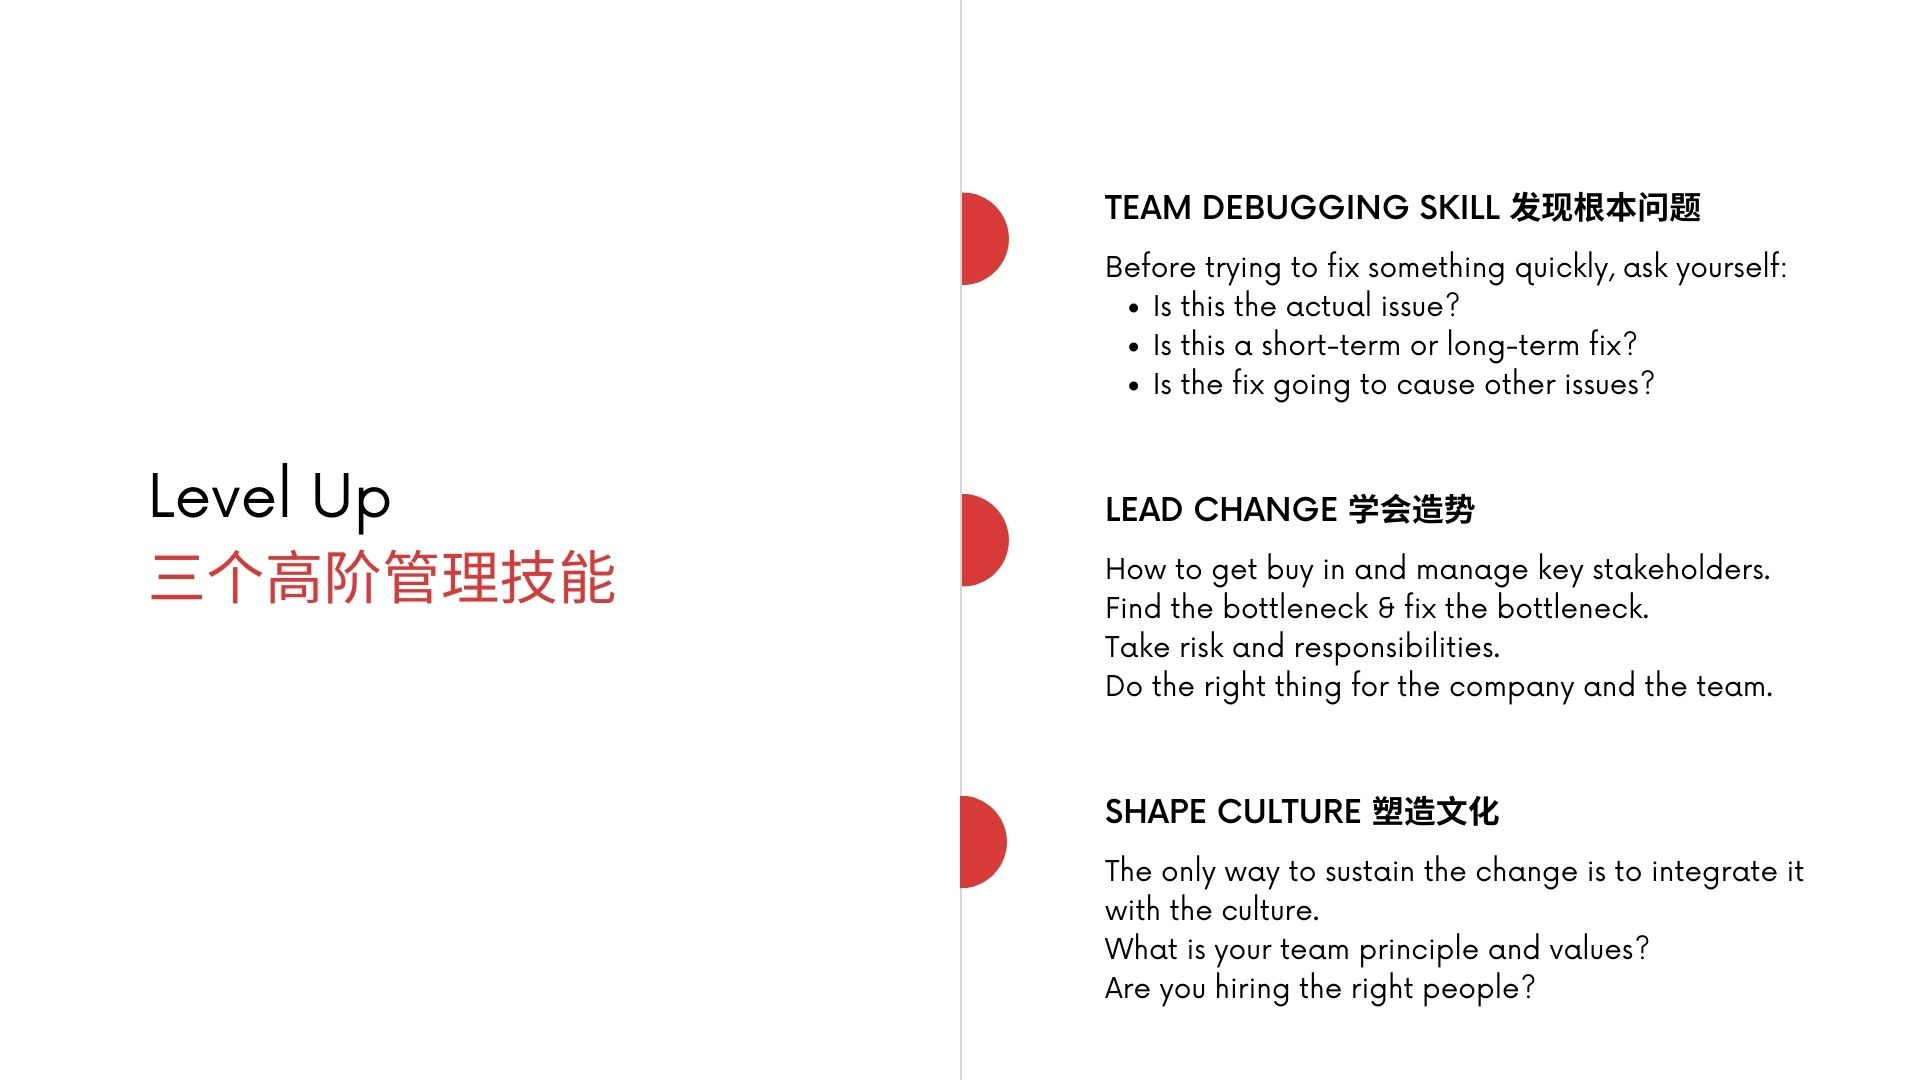 Level Up
三个高阶管理技能
TEAM DEBUGGING SKILL 发现根本问题
Before trying to fix something quickly, ask yourself:
• Is this the actual issue?
• Is this a short-term or long-term fix?
• Is the fix going to cause other issues?
LEAD CHANGE 学会造势
How to get buy in and manage key stakeholders.
Find the bottleneck & fix the bottleneck.
Take risk and responsibilities.
Do the right thing for the company and the team.
SHAPE CULTURE 塑造文化
The only way to sustain the change is to integrate it
with the culture.
What is your team principle and values?
Are you hiring the right people?